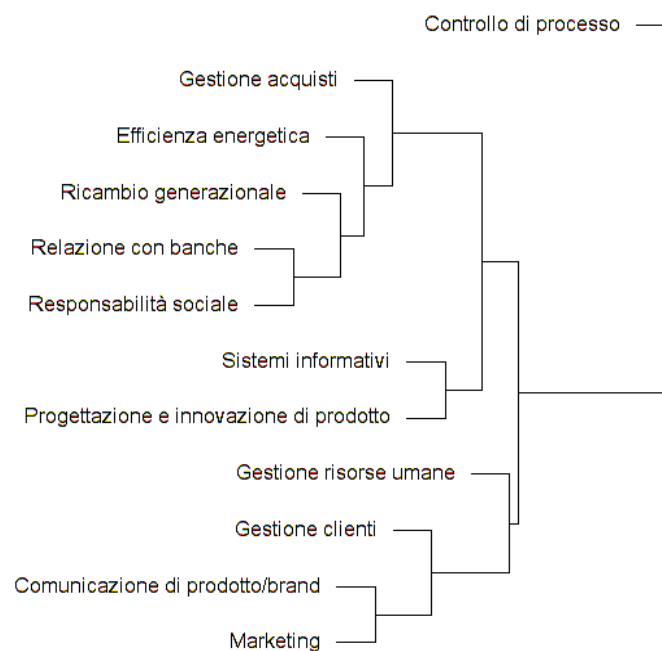 Controllo di processo
Gestione acquisti
Efficienza energetica
Ricambio generazionale
Relazione con banche
Responsabilità sociale
Sistemi informativi
Progettazione e innovazione di prodotto
Gestione risorse umane
Gestione clienti
Comunicazione di prodotto/brand
Marketing